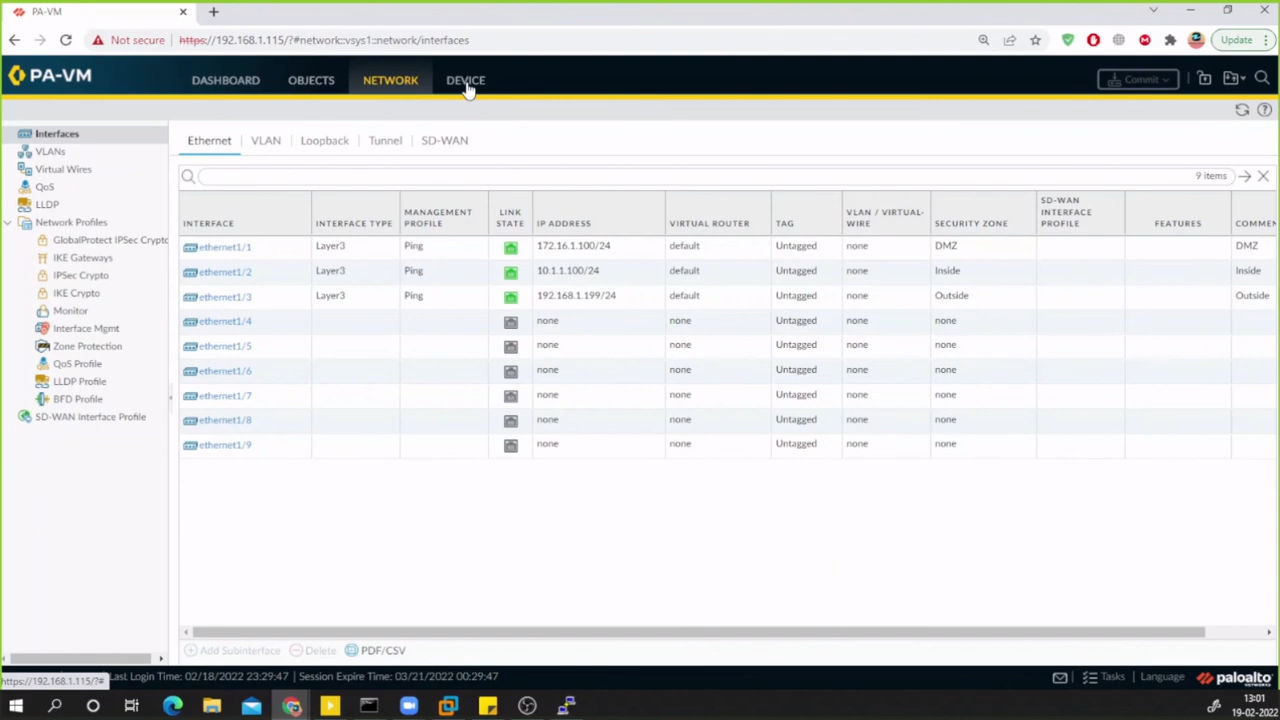 PA-VM
Not secure
https://192.168.1.115/?#network::vsys1::network/interfaces
Update
PA-VM
DASHBOARD
OBJECTS
NETWORK
DEVICE
Commit
Interfaces
VLANs
Virtual Wires
QoS
LLDP
Network Profiles
GlobalProtect IPSec Crypto
IKE Gateways
IPSec Crypto
IKE Crypto
Monitor
Interface Mgmt
Zone Protection
QoS Profile
LLDP Profile
BFD Profile
SD-WAN Interface Profile
Ethernet VLAN Loopback Tunnel SD-WAN
9 items
INTERFACE INTERFACE TYPE MANAGEMENT PROFILE LINK STATE IP ADDRESS VIRTUAL ROUTER TAG VLAN / VIRTUAL-WIRE SECURITY ZONE SD-WAN INTERFACE PROFILE FEATURES COMMEN
ethernet1/1 Layer3 Ping 172.16.1.100/24 default Untagged none DMZ DMZ
ethernet1/2 Layer3 Ping 10.1.1.100/24 default Untagged none Inside Inside
ethernet1/3 Layer3 Ping 192.168.1.199/24 default Untagged none Outside Outside
ethernet1/4 none none Untagged none none
ethernet1/5 none none Untagged none none
ethernet1/6 none none Untagged none none
ethernet1/7 none none Untagged none none
ethernet1/8 none none Untagged none none
ethernet1/9 none none Untagged none none
Add Subinterface Delete PDF/CSV
https://192.168.1.115/?#
Last Login Time: 02/18/2022 23:29:47 | Session Expire Time: 03/21/2022 00:29:47
Tasks | Language
paloalto
13:01
19-02-2022